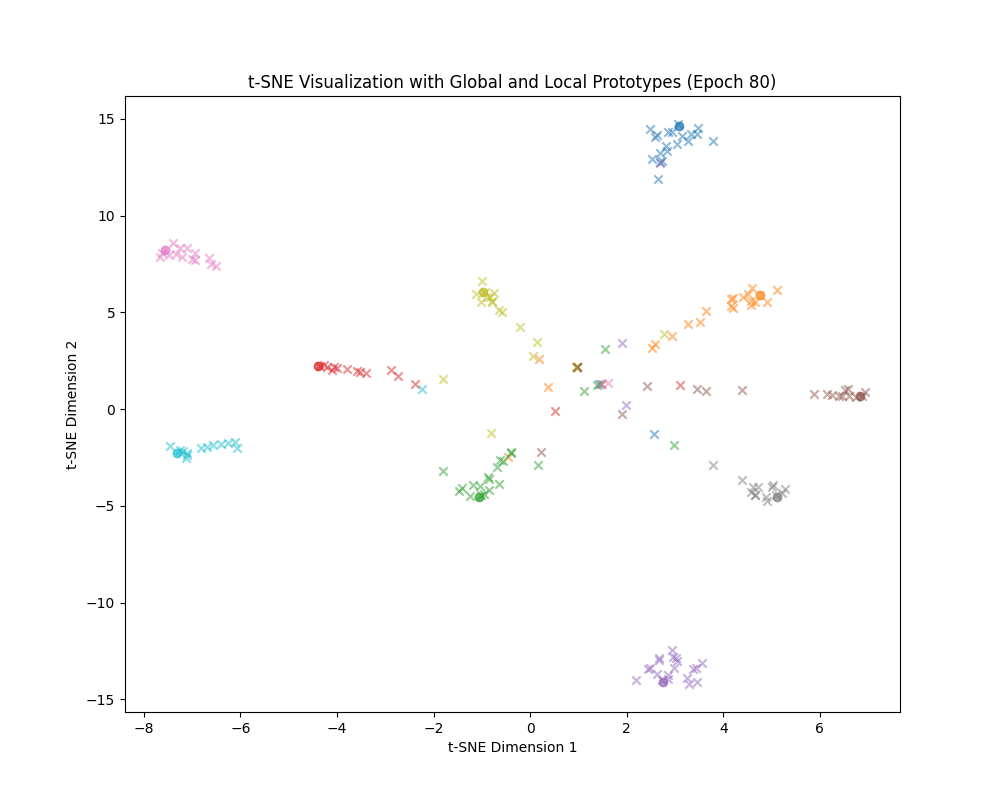 t-SNE Visualization with Global and Local Prototypes (Epoch 80)
15
10
5
0
−5
−10
−15
t-SNE Dimension 2
−8 −6 −4 −2 0 2 4 6
t-SNE Dimension 1